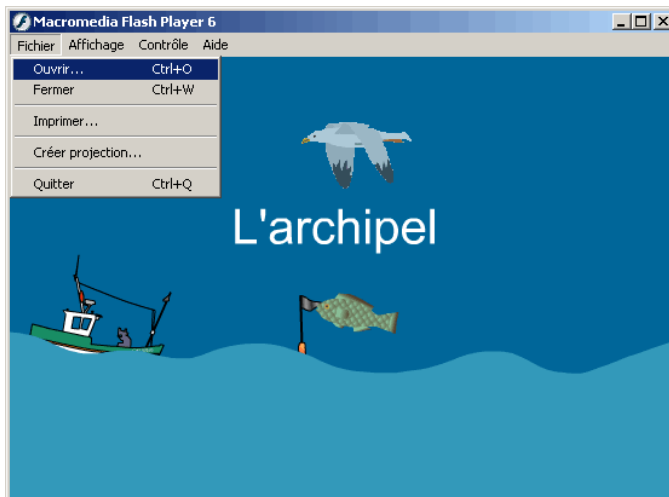 Macromedia Flash Player 6
Fichier Affichage Contrôle Aide
Ouvrir... Ctrl+O
Fermer Ctrl+W
Imprimer...
Créer projection...
Quitter Ctrl+Q
L'archipel